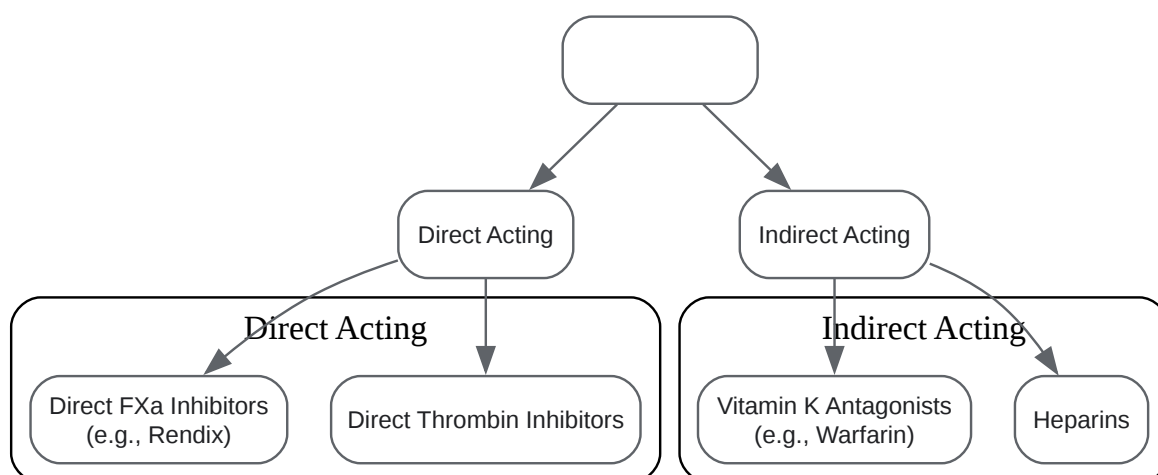 Direct Acting
Indirect Acting
Direct Acting
Indirect Acting
Direct FXa Inhibitors
(e.g., Rendix)
Direct Thrombin Inhibitors
Vitamin K Antagonists
(e.g., Warfarin)
Heparins